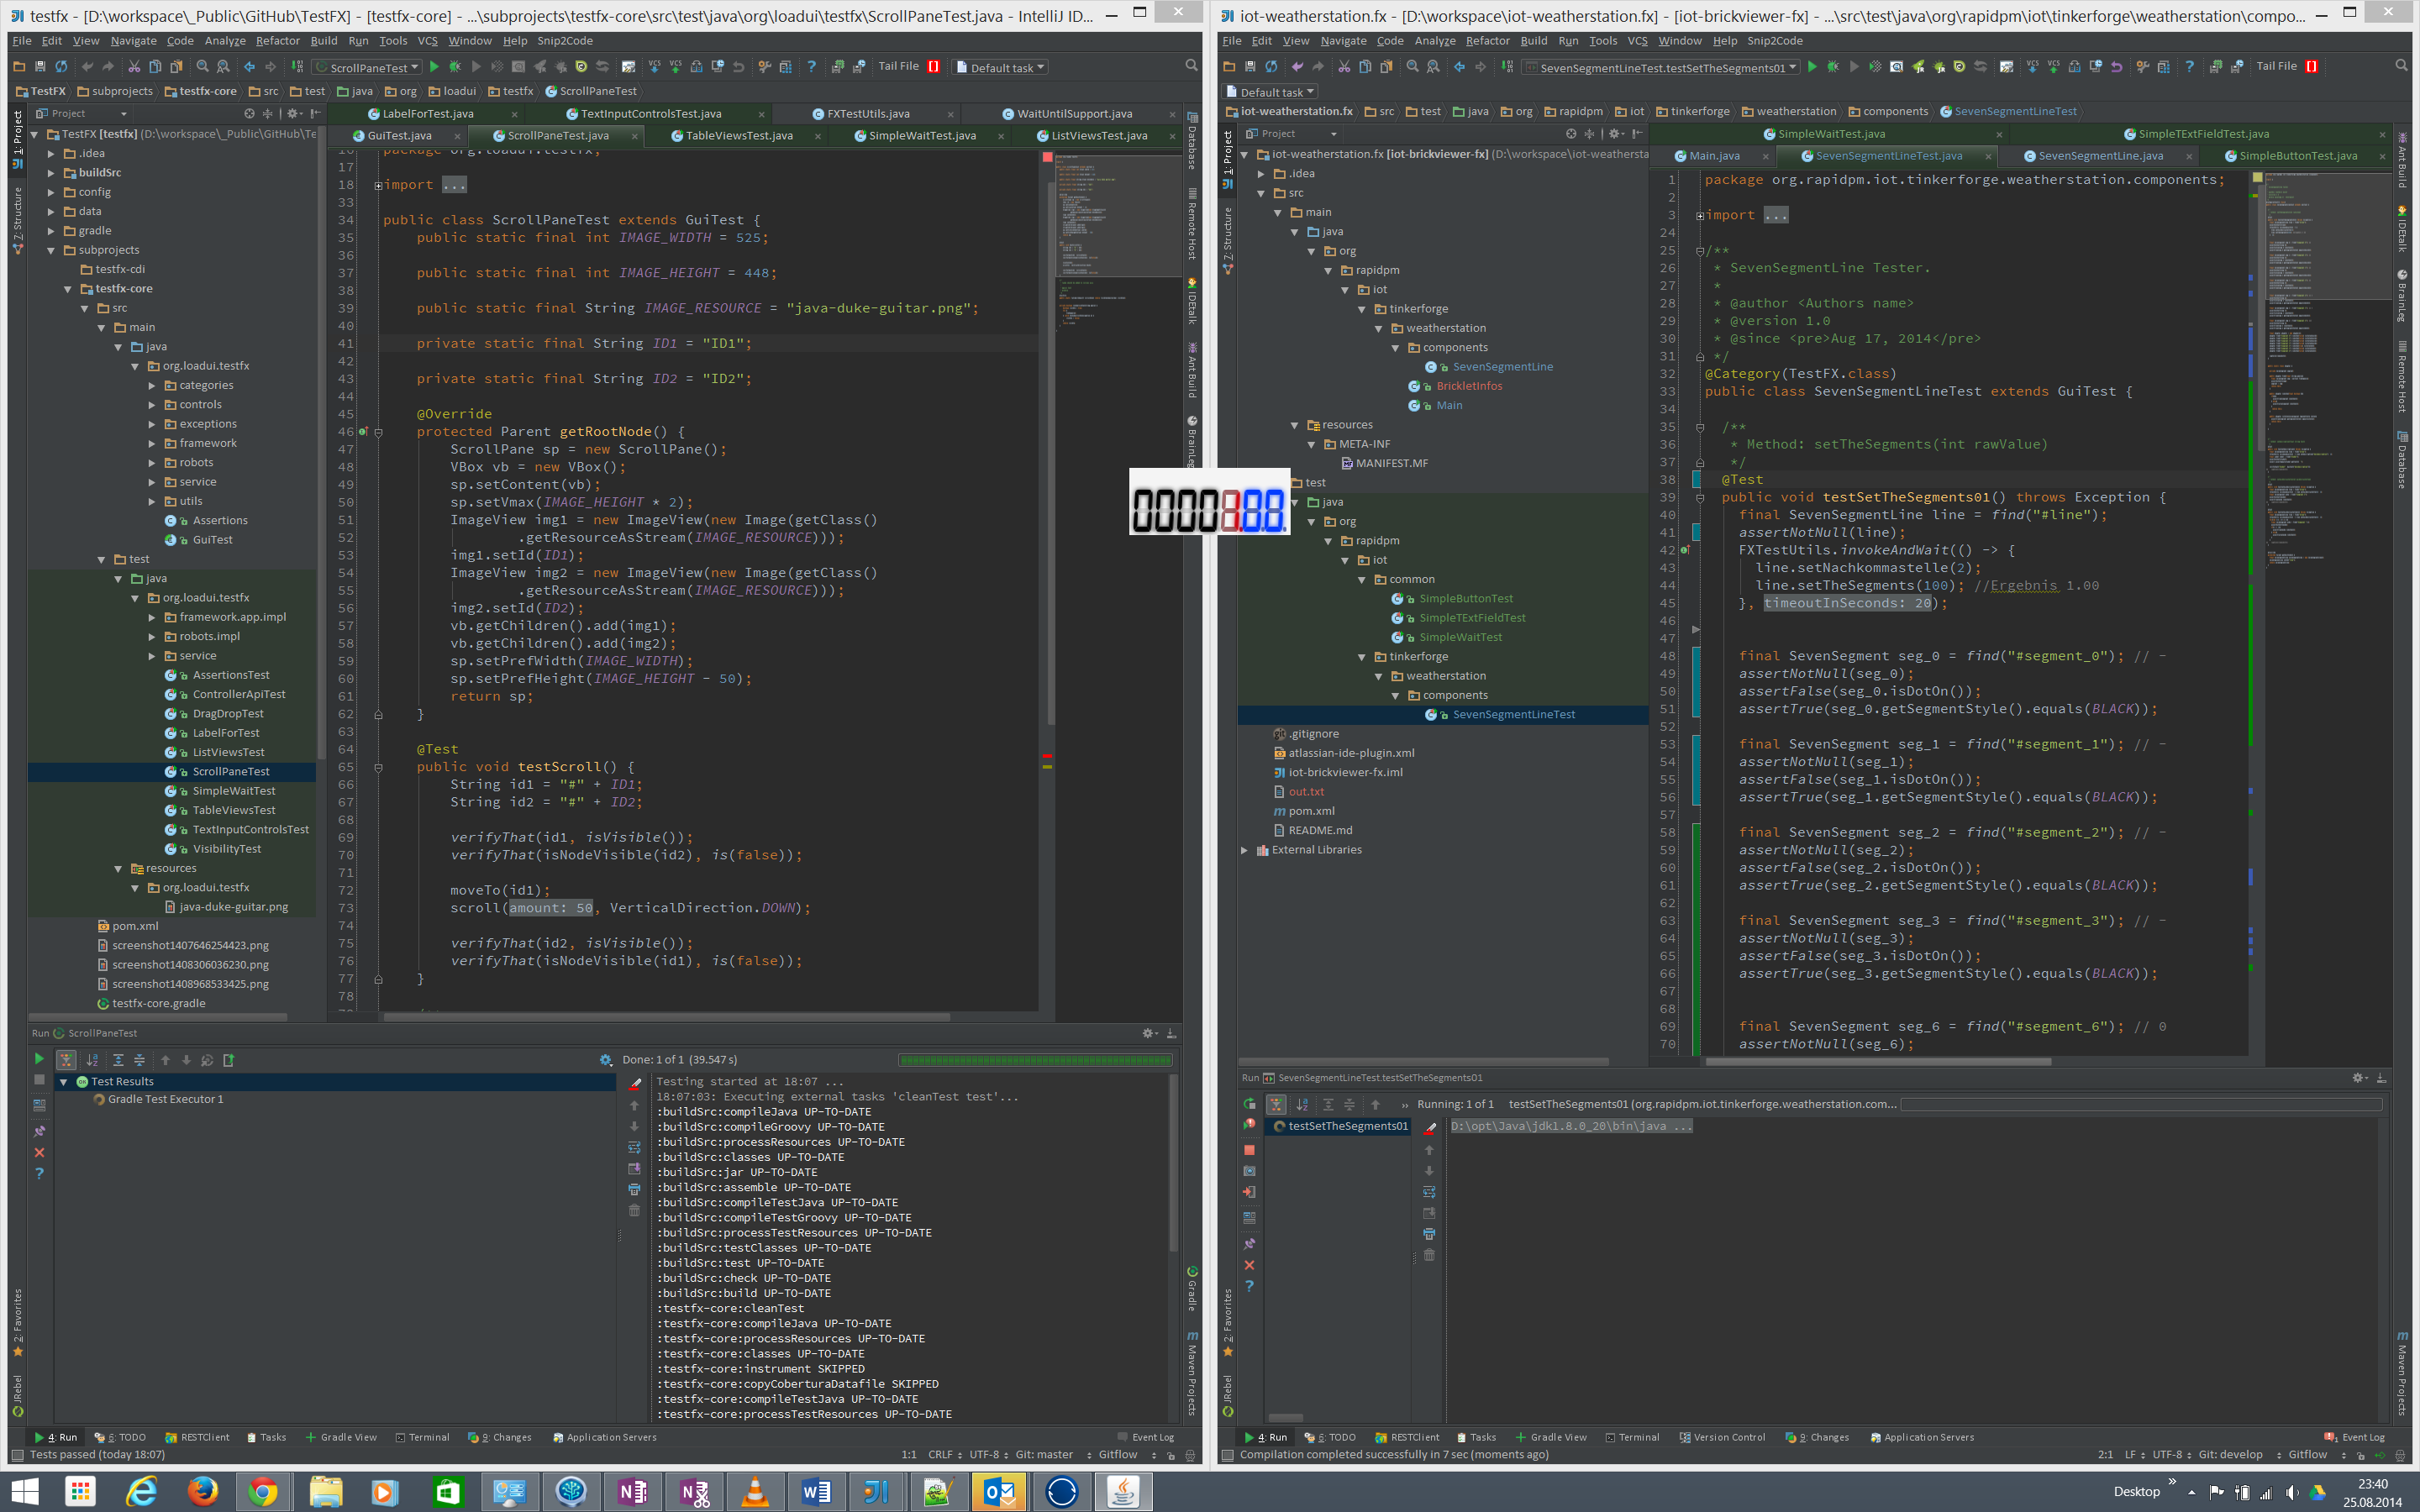 testfx - [D:\workspace\_Public\GitHub\TestFX] - [testfx-core] - ...\subprojects\testfx-core\src\test\java\org\loadui\testfx\ScrollPaneTest.java - IntelliJ ID...
File Edit View Navigate Code Analyze Refactor Build Run Tools VCS Window Help Snip2Code
ScrollPaneTest Tail File Default task
TestFX subprojects testfx-core src test java org loadui testfx ScrollPaneTest
Project
LabelForTest.java TextInputControlsTest.java FXTestUtils.java WaitUntilSupport.java
GuiTest.java ScrollPaneTest.java TableViewsTest.java SimpleWaitTest.java ListViewsTest.java
1: Project
Z: Structure
2: Favorites
JRebel
TestFX [testfx] (D:\workspace\_Public\GitHub\Te
.idea
buildSrc
config
data
gradle
subprojects
testfx-cdi
testfx-core
src
main
java
org.loadui.testfx
categories
controls
exceptions
framework
robots
service
utils
Assertions
GuiTest
test
java
org.loadui.testfx
framework.app.impl
robots.impl
service
AssertionsTest
ControllerApiTest
DragDropTest
LabelForTest
ListViewsTest
ScrollPaneTest
SimpleWaitTest
TableViewsTest
TextInputControlsTest
VisibilityTest
resources
org.loadui.testfx
java-duke-guitar.png
pom.xml
screenshot1407646254423.png
screenshot1408306036230.png
screenshot1408968533425.png
testfx-core.gradle
16 package org.loadui.testfx;
17
18 import ...
33
34 public class ScrollPaneTest extends GuiTest {
35 public static final int IMAGE_WIDTH = 525;
36
37 public static final int IMAGE_HEIGHT = 448;
38
39 public static final String IMAGE_RESOURCE = "java-duke-guitar.png";
40
41 private static final String ID1 = "ID1";
42
43 private static final String ID2 = "ID2";
44
45 @Override
46 protected Parent getRootNode() {
47 ScrollPane sp = new ScrollPane();
48 VBox vb = new VBox();
49 sp.setContent(vb);
50 sp.setVmax(IMAGE_HEIGHT * 2);
51 ImageView img1 = new ImageView(new Image(getClass()
52 .getResourceAsStream(IMAGE_RESOURCE)));
53 img1.setId(ID1);
54 ImageView img2 = new ImageView(new Image(getClass()
55 .getResourceAsStream(IMAGE_RESOURCE)));
56 img2.setId(ID2);
57 vb.getChildren().add(img1);
58 vb.getChildren().add(img2);
59 sp.setPrefWidth(IMAGE_WIDTH);
60 sp.setPrefHeight(IMAGE_HEIGHT - 50);
61 return sp;
62 }
63
64 @Test
65 public void testScroll() {
66 String id1 = "#" + ID1;
67 String id2 = "#" + ID2;
68
69 verifyThat(id1, isVisible());
70 verifyThat(isNodeVisible(id2), is(false));
71
72 moveTo(id1);
73 scroll(amount: 50, VerticalDirection.DOWN);
74
75 verifyThat(id2, isVisible());
76 verifyThat(isNodeVisible(id1), is(false));
77 }
78
Database
Remote Host
IDEtalk
Ant Build
BrainLeg
Gradle
Maven Projects
Run ScrollPaneTest
Done: 1 of 1 (39.547 s)
Test Results
Gradle Test Executor 1
Testing started at 18:07 ...
18:07:03: Executing external tasks 'cleanTest test'...
:buildSrc:compileJava UP-TO-DATE
:buildSrc:compileGroovy UP-TO-DATE
:buildSrc:processResources UP-TO-DATE
:buildSrc:classes UP-TO-DATE
:buildSrc:jar UP-TO-DATE
:buildSrc:assemble UP-TO-DATE
:buildSrc:compileTestJava UP-TO-DATE
:buildSrc:compileTestGroovy UP-TO-DATE
:buildSrc:processTestResources UP-TO-DATE
:buildSrc:testClasses UP-TO-DATE
:buildSrc:test UP-TO-DATE
:buildSrc:check UP-TO-DATE
:buildSrc:build UP-TO-DATE
:testfx-core:cleanTest
:testfx-core:compileJava UP-TO-DATE
:testfx-core:processResources UP-TO-DATE
:testfx-core:classes UP-TO-DATE
:testfx-core:instrument SKIPPED
:testfx-core:copyCoberturaDatafile SKIPPED
:testfx-core:compileTestJava UP-TO-DATE
:testfx-core:processTestResources UP-TO-DATE
4: Run 6: TODO RESTClient Tasks Gradle View Terminal 9: Changes Application Servers Event Log
Tests passed (today 18:07) 1:1 CRLF UTF-8 Git: master Gitflow
00001.00
iot-weatherstation.fx - [D:\workspace\iot-weatherstation.fx] - [iot-brickviewer-fx] - ...\src\test\java\org\rapidpm\iot\tinkerforge\weatherstation\compo...
File Edit View Navigate Code Analyze Refactor Build Run Tools VCS Window Help Snip2Code
SevenSegmentLineTest.testSetTheSegments01 Tail File
Default task
iot-weatherstation.fx src test java org rapidpm iot tinkerforge weatherstation components SevenSegmentLineTest
Project
SimpleWaitTest.java SimpleTExtFieldTest.java
Main.java SevenSegmentLineTest.java SevenSegmentLine.java SimpleButtonTest.java
1: Project
Z: Structure
2: Favorites
JRebel
iot-weatherstation.fx [iot-brickviewer-fx] (D:\workspace\iot-weathersta
.idea
src
main
java
org
rapidpm
iot
tinkerforge
weatherstation
components
SevenSegmentLine
BrickletInfos
Main
resources
META-INF
MANIFEST.MF
test
java
org
rapidpm
iot
common
SimpleButtonTest
SimpleTExtFieldTest
SimpleWaitTest
tinkerforge
weatherstation
components
SevenSegmentLineTest
.gitignore
atlassian-ide-plugin.xml
iot-brickviewer-fx.iml
out.txt
pom.xml
README.md
External Libraries
1 package org.rapidpm.iot.tinkerforge.weatherstation.components;
2
3 import ...
24
25 /**
26 * SevenSegmentLine Tester.
27 *
28 * @author <Authors name>
29 * @version 1.0
30 * @since <pre>Aug 17, 2014</pre>
31 */
32 @Category(TestFX.class)
33 public class SevenSegmentLineTest extends GuiTest {
34
35 /**
36 * Method: setTheSegments(int rawValue)
37 */
38 @Test
39 public void testSetTheSegments01() throws Exception {
40 final SevenSegmentLine line = find("#line");
41 assertNotNull(line);
42 FXTestUtils.invokeAndWait(() -> {
43 line.setNachkommastelle(2);
44 line.setTheSegments(100); //Ergebnis 1.00
45 }, timeoutInSeconds: 20);
46
47
48 final SevenSegment seg_0 = find("#segment_0"); // -
49 assertNotNull(seg_0);
50 assertFalse(seg_0.isDotOn());
51 assertTrue(seg_0.getSegmentStyle().equals(BLACK));
52
53 final SevenSegment seg_1 = find("#segment_1"); // -
54 assertNotNull(seg_1);
55 assertFalse(seg_1.isDotOn());
56 assertTrue(seg_1.getSegmentStyle().equals(BLACK));
57
58 final SevenSegment seg_2 = find("#segment_2"); // -
59 assertNotNull(seg_2);
60 assertFalse(seg_2.isDotOn());
61 assertTrue(seg_2.getSegmentStyle().equals(BLACK));
62
63 final SevenSegment seg_3 = find("#segment_3"); // -
64 assertNotNull(seg_3);
65 assertFalse(seg_3.isDotOn());
66 assertTrue(seg_3.getSegmentStyle().equals(BLACK));
67
68
69 final SevenSegment seg_6 = find("#segment_6"); // 0
70 assertNotNull(seg_6);
Ant Build
IDEtalk
BrainLeg
Remote Host
Database
Maven Projects
Run SevenSegmentLineTest.testSetTheSegments01
Running: 1 of 1 testSetTheSegments01 (org.rapidpm.iot.tinkerforge.weatherstation.com...
testSetTheSegments01
D:\opt\Java\jdk1.8.0_20\bin\java ...
4: Run 6: TODO RESTClient Tasks Gradle View Terminal Version Control 9: Changes Application Servers Event Log
Compilation completed successfully in 7 sec (moments ago) 2:1 LF UTF-8 Git: develop Gitflow
Desktop
23:40
25.08.2014